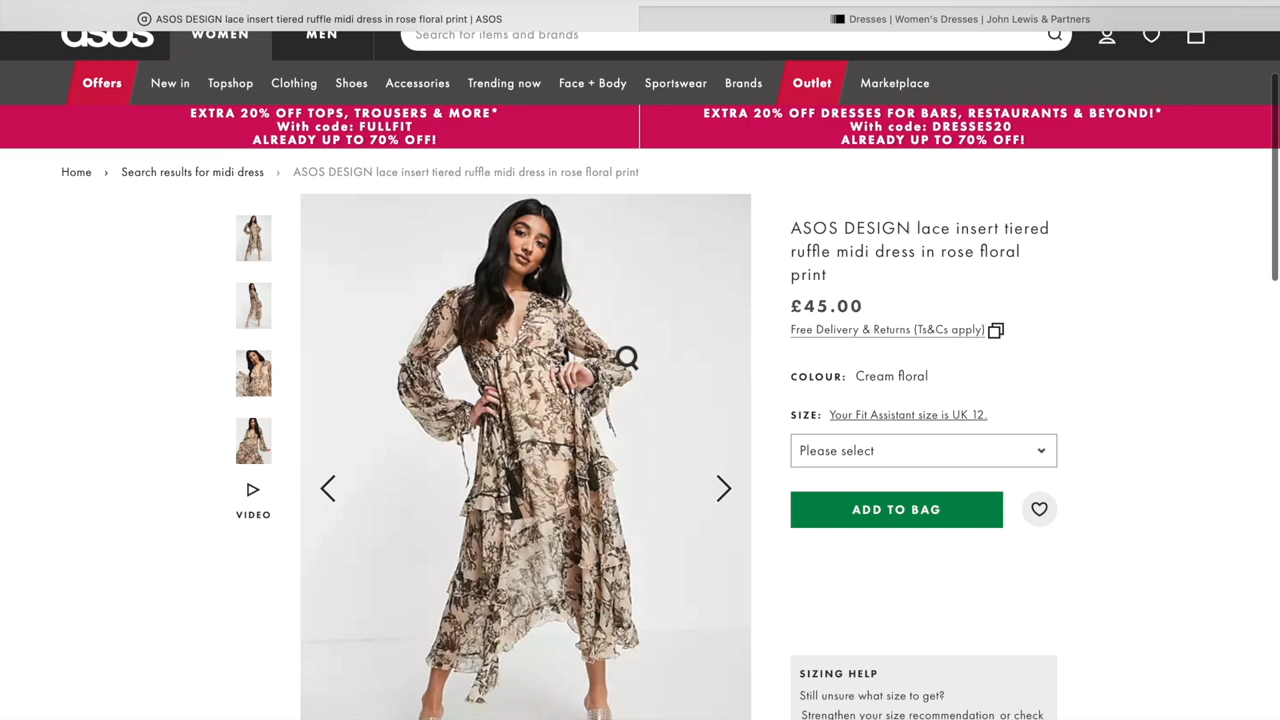 ASOS DESIGN lace insert tiered ruffle midi dress in rose floral print | ASOS
Dresses | Women's Dresses | John Lewis & Partners
asos
WOMEN
MEN
Search for items and brands
Offers
New in
Topshop
Clothing
Shoes
Accessories
Trending now
Face + Body
Sportswear
Brands
Outlet
Marketplace
EXTRA 20% OFF TOPS, TROUSERS & MORE*
With code: FULLFIT
ALREADY UP TO 70% OFF!
EXTRA 20% OFF DRESSES FOR BARS, RESTAURANTS & BEYOND!*
With code: DRESSES20
ALREADY UP TO 70% OFF!
Home › Search results for midi dress › ASOS DESIGN lace insert tiered ruffle midi dress in rose floral print
VIDEO
ASOS DESIGN lace insert tiered
ruffle midi dress in rose floral
print
£45.00
Free Delivery & Returns (Ts&Cs apply)
COLOUR: Cream floral
SIZE: Your Fit Assistant size is UK 12.
Please select
ADD TO BAG
SIZING HELP
Still unsure what size to get?
Strengthen your size recommendation or check